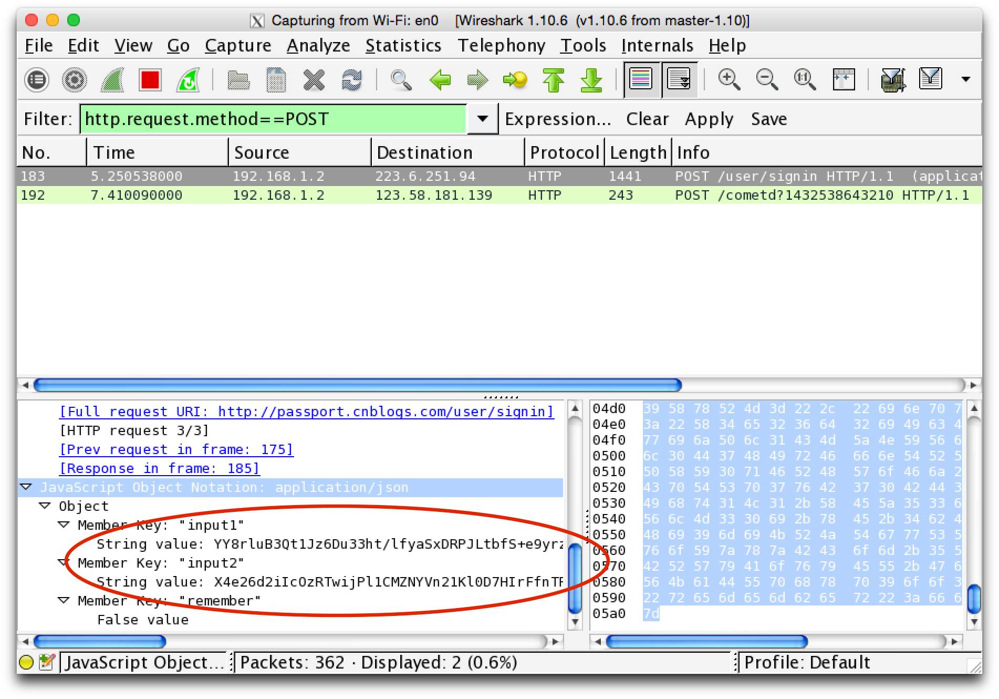 Capturing from Wi-Fi: en0 [Wireshark 1.10.6 (v1.10.6 from master-1.10)]
File Edit View Go Capture Analyze Statistics Telephony Tools Internals Help
Filter: http.request.method==POST Expression... Clear Apply Save
No. Time Source Destination Protocol Length Info
183 5.250538000 192.168.1.2 223.6.251.94 HTTP 1441 POST /user/signin HTTP/1.1 (applicat
192 7.410090000 192.168.1.2 123.58.181.139 HTTP 243 POST /cometd?1432538643210 HTTP/1.1
[Full request URI: http://passport.cnblogs.com/user/signin]
[HTTP request 3/3]
[Prev request in frame: 175]
[Response in frame: 185]
JavaScript Object Notation: application/json
Object
Member Key: "input1"
String value: YY8rluB3Qt1Jz6Du33ht/lfyaSxDRPJLtbfS+e9yrz
Member Key: "input2"
String value: X4e26d2iIcOzRTwijPl1CMZNYVn21Kl0D7HIrFfnTF
Member Key: "remember"
False value
04d0 39 58 78 52 4d 3d 22 2c 22 69 6e 70 7
04e0 3a 22 58 34 65 32 36 64 32 69 49 63 4
04f0 77 69 6a 50 6c 31 43 4d 5a 4e 59 56 6
0500 6c 30 44 37 48 49 72 46 66 6e 54 52 5
0510 50 58 59 30 71 46 52 48 57 6f 46 6a 2
0520 43 70 54 53 70 37 76 42 37 30 42 44 3
0530 49 68 74 31 4c 31 2b 58 45 5a 35 33 6
0540 56 6c 4d 33 30 69 2b 78 45 2b 34 62 4
0550 48 69 39 6d 69 4b 52 4a 54 67 77 53 5
0560 76 6f 59 7a 78 7a 42 43 6f 6d 2b 35 5
0570 42 52 57 79 41 6f 76 79 45 55 2b 47 6
0580 56 4b 61 44 55 70 68 78 70 39 6f 6f 3
0590 22 72 65 6d 65 6d 62 65 72 22 3a 66 6
05a0 7d
JavaScript Object... Packets: 362 · Displayed: 2 (0.6%) Profile: Default